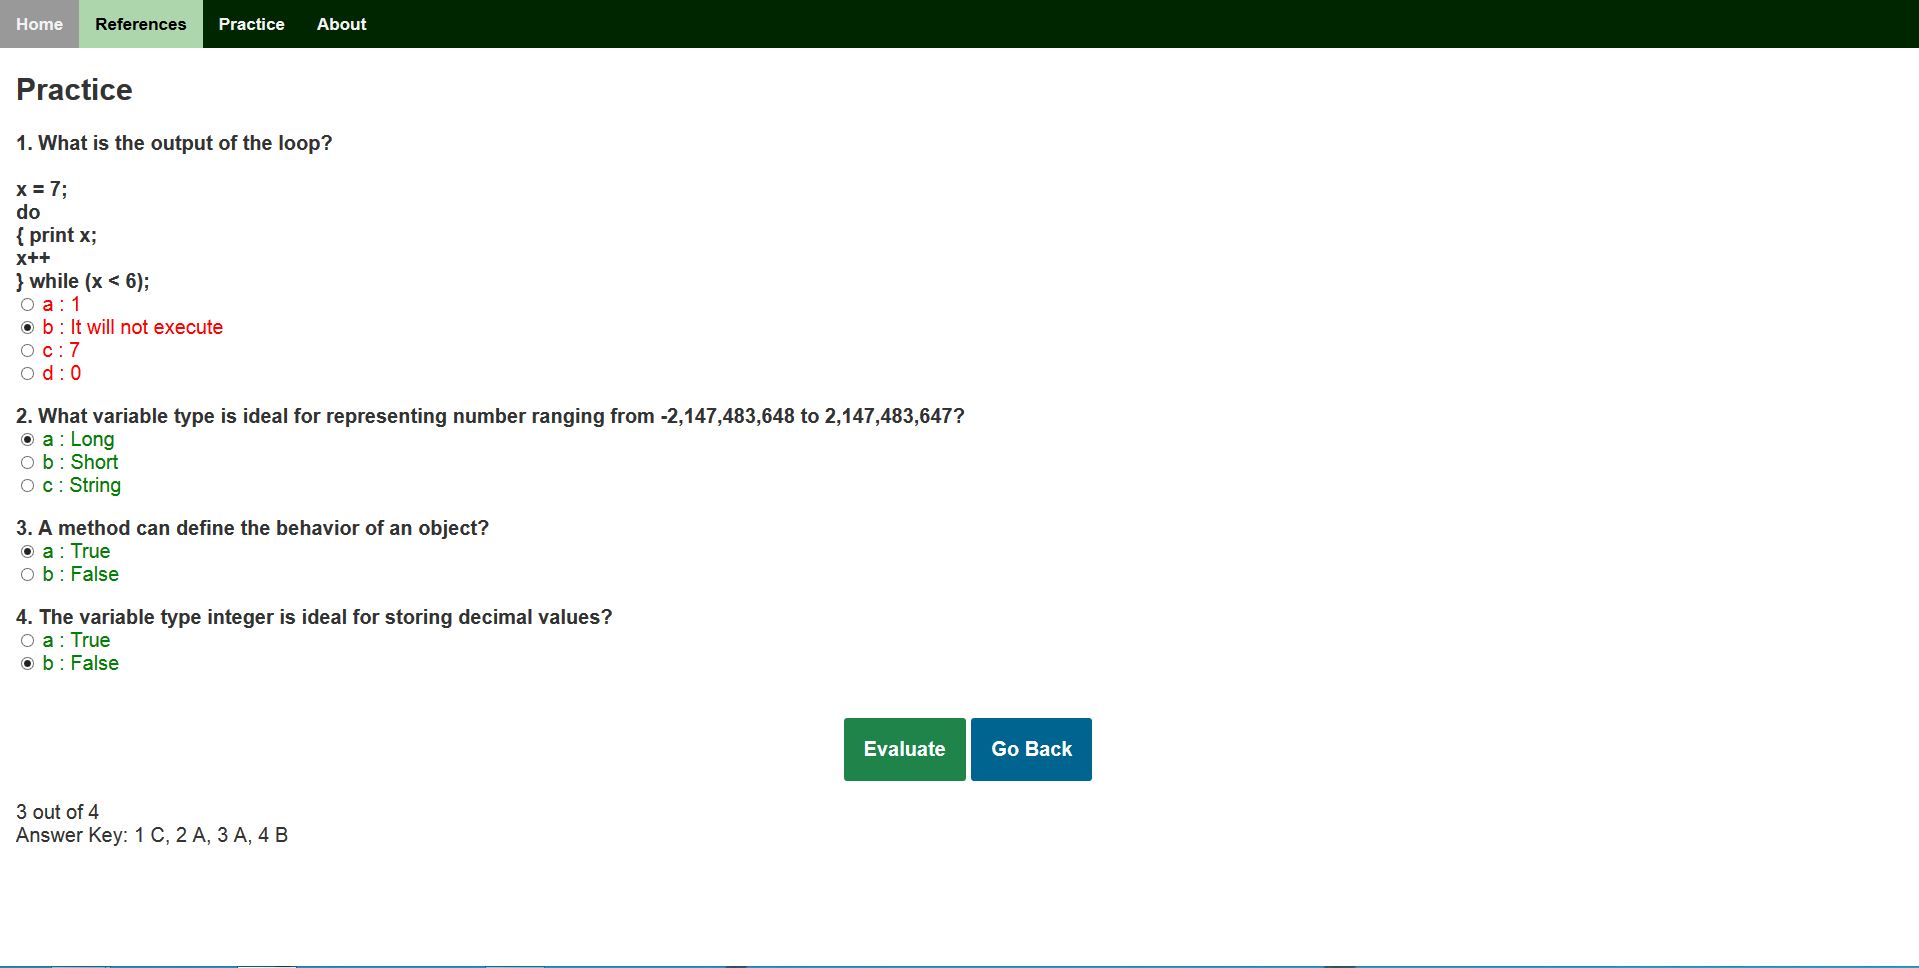 Home References Practice About
Practice
1. What is the output of the loop?
x = 7;
do
{ print x;
x++
} while (x < 6);
a : 1
b : It will not execute
c : 7
d : 0
2. What variable type is ideal for representing number ranging from -2,147,483,648 to 2,147,483,647?
a : Long
b : Short
c : String
3. A method can define the behavior of an object?
a : True
b : False
4. The variable type integer is ideal for storing decimal values?
a : True
b : False
Evaluate Go Back
3 out of 4
Answer Key: 1 C, 2 A, 3 A, 4 B